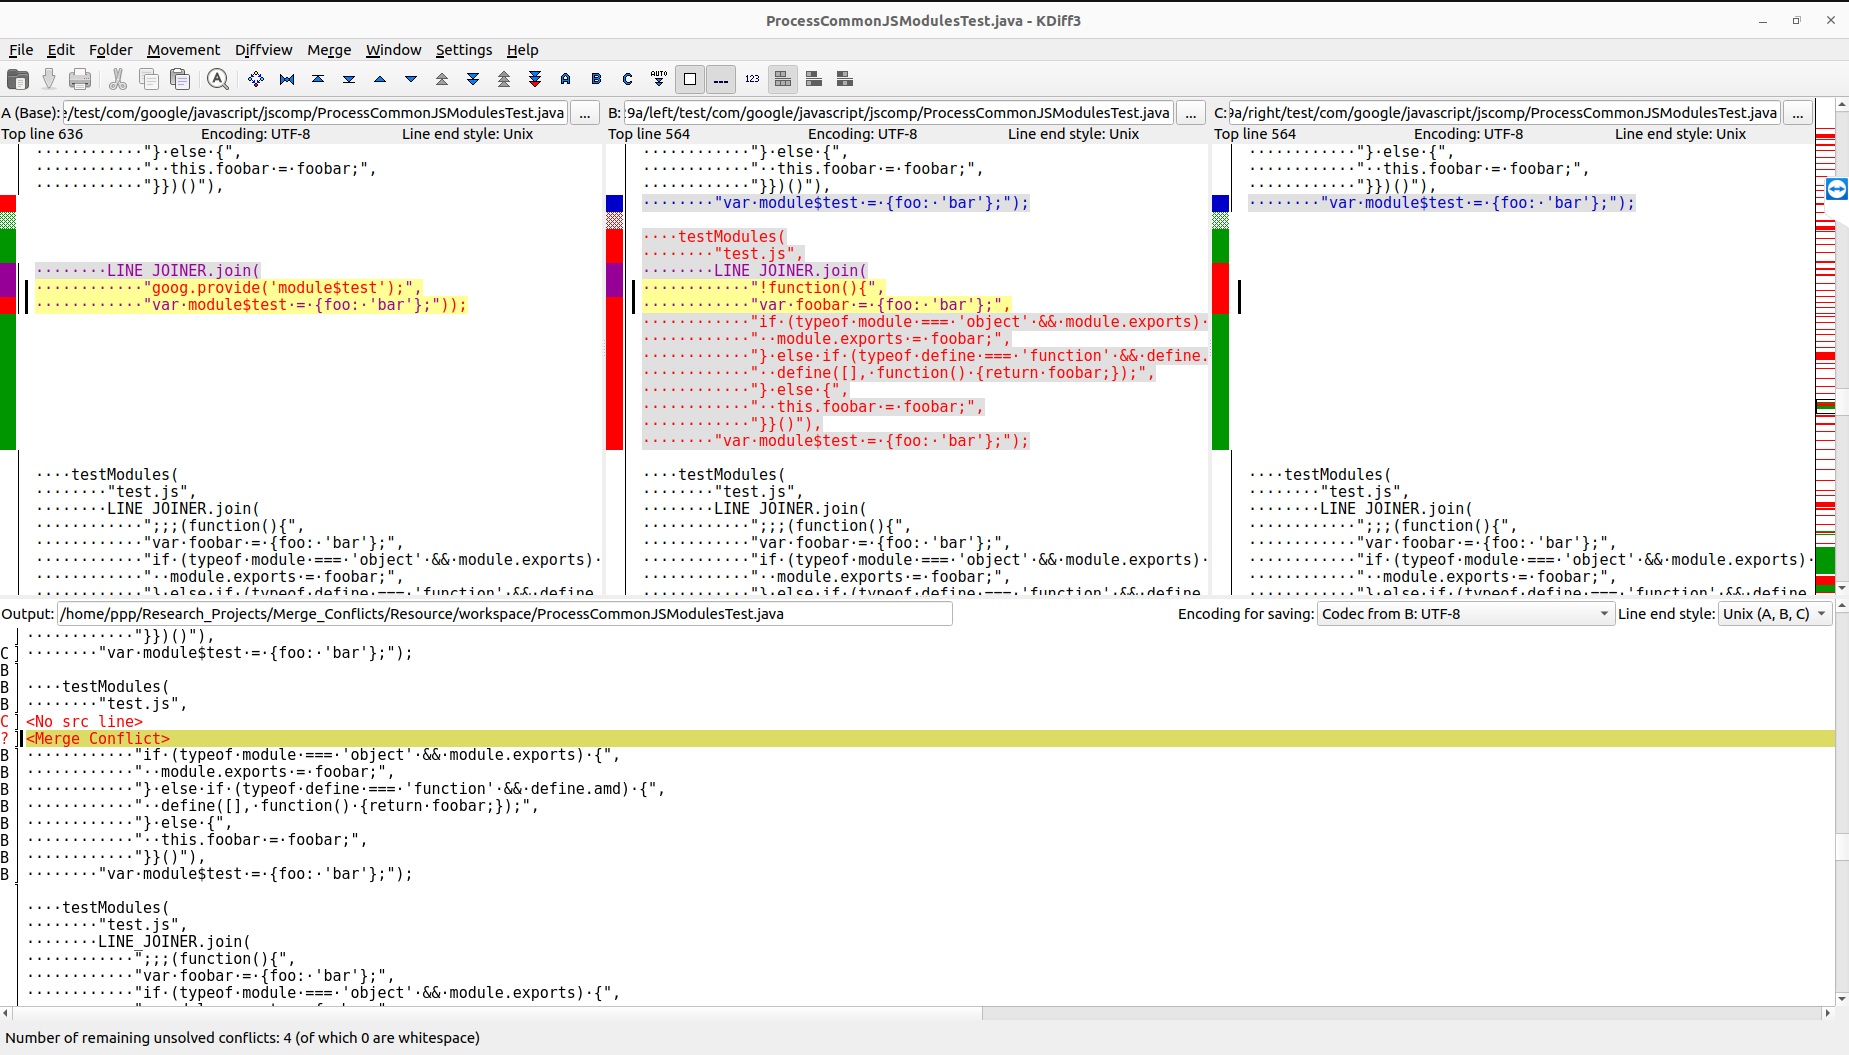 ProcessCommonJSModulesTest.java - KDiff3
File Edit Folder Movement Diffview Merge Window Settings Help
A B C AUTO 123
A (Base): e/test/com/google/javascript/jscomp/ProcessCommonJSModulesTest.java ...
Top line 636 Encoding: UTF-8 Line end style: Unix
············"}·else·{",
············"··this.foobar·=·foobar;",
············"}})()"),
········LINE_JOINER.join(
············"goog.provide('module$test');",
············"var·module$test·=·{foo:·'bar'};"));
····testModules(
········"test.js",
········LINE_JOINER.join(
············";;;(function(){",
············"var·foobar·=·{foo:·'bar'};",
············"if·(typeof·module·===·'object'·&&·module.exports)·
············"··module.exports·=·foobar;",
············"}·else·if·(typeof·define·===·'function'·&&·define
B: :9a/left/test/com/google/javascript/jscomp/ProcessCommonJSModulesTest.java ...
Top line 564 Encoding: UTF-8 Line end style: Unix
············"}·else·{",
············"··this.foobar·=·foobar;",
············"}})()"),
········"var·module$test·=·{foo:·'bar'};");
····testModules(
········"test.js",
········LINE_JOINER.join(
············"!function(){",
············"var·foobar·=·{foo:·'bar'};",
············"if·(typeof·module·===·'object'·&&·module.exports)·
············"··module.exports·=·foobar;",
············"}·else·if·(typeof·define·===·'function'·&&·define.
············"··define([],·function()·{return·foobar;});",
············"}·else·{",
············"··this.foobar·=·foobar;",
············"}}()"),
········"var·module$test·=·{foo:·'bar'};");
····testModules(
········"test.js",
········LINE_JOINER.join(
············";;;(function(){",
············"var·foobar·=·{foo:·'bar'};",
············"if·(typeof·module·===·'object'·&&·module.exports)·
············"··module.exports·=·foobar;",
············"}·else·if·(typeof·define·===·'function'·&&·define
C: 9a/right/test/com/google/javascript/jscomp/ProcessCommonJSModulesTest.java ...
Top line 564 Encoding: UTF-8 Line end style: Unix
············"}·else·{",
············"··this.foobar·=·foobar;",
············"}})()"),
········"var·module$test·=·{foo:·'bar'};");
····testModules(
········"test.js",
········LINE_JOINER.join(
············";;;(function(){",
············"var·foobar·=·{foo:·'bar'};",
············"if·(typeof·module·===·'object'·&&·module.exports)·
············"··module.exports·=·foobar;",
············"}·else·if·(typeof·define·===·'function'·&&·define
Output: /home/ppp/Research_Projects/Merge_Conflicts/Resource/workspace/ProcessCommonJSModulesTest.java Encoding for saving: Codec from B: UTF-8 Line end style: Unix (A, B, C)
············"}})()"),
C ········"var·module$test·=·{foo:·'bar'};");
B
B ····testModules(
B ········"test.js",
C <No src line>
? <Merge Conflict>
B ············"if·(typeof·module·===·'object'·&&·module.exports)·{",
B ············"··module.exports·=·foobar;",
B ············"}·else·if·(typeof·define·===·'function'·&&·define.amd)·{",
B ············"··define([],·function()·{return·foobar;});",
B ············"}·else·{",
B ············"··this.foobar·=·foobar;",
B ············"}}()"),
B ········"var·module$test·=·{foo:·'bar'};");
····testModules(
········"test.js",
········LINE_JOINER.join(
············";;;(function(){",
············"var·foobar·=·{foo:·'bar'};",
············"if·(typeof·module·===·'object'·&&·module.exports)·{",
Number of remaining unsolved conflicts: 4 (of which 0 are whitespace)